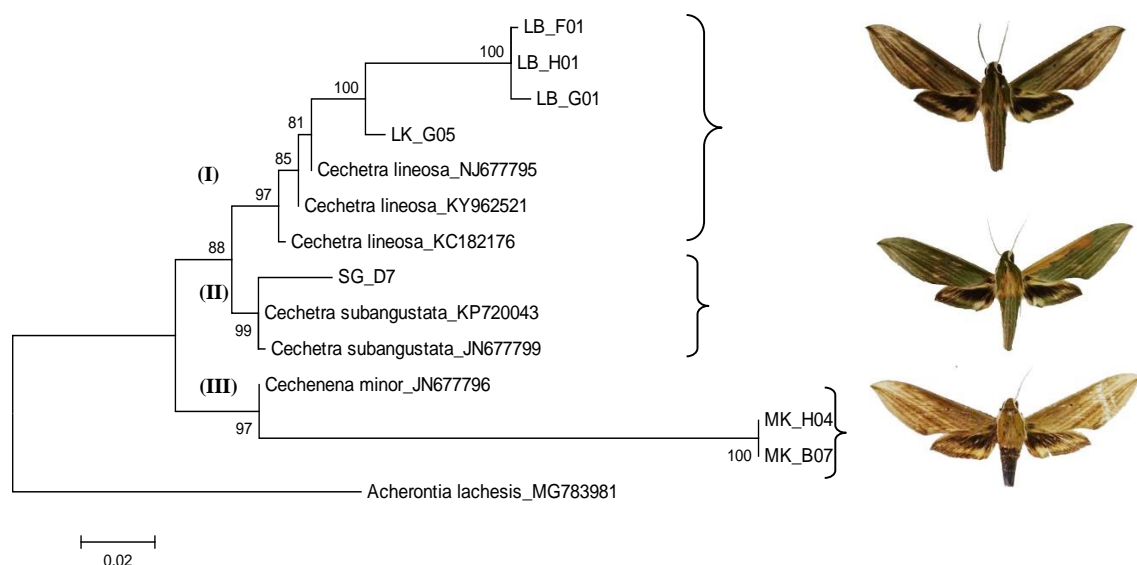 LB_F01
100
LB_H01
100
LB_G01
81
LK_G05
85
Cechetra lineosa_NJ677795
(I)
97
Cechetra lineosa_KY962521
88
Cechetra lineosa_KC182176
SG_D7
(II)
Cechetra subangustata_KP720043
99
Cechetra subangustata_JN677799
(III)
Cechenena minor_JN677796
MK_H04
97
100
MK_B07
Acherontia lachesis_MG783981
0.02